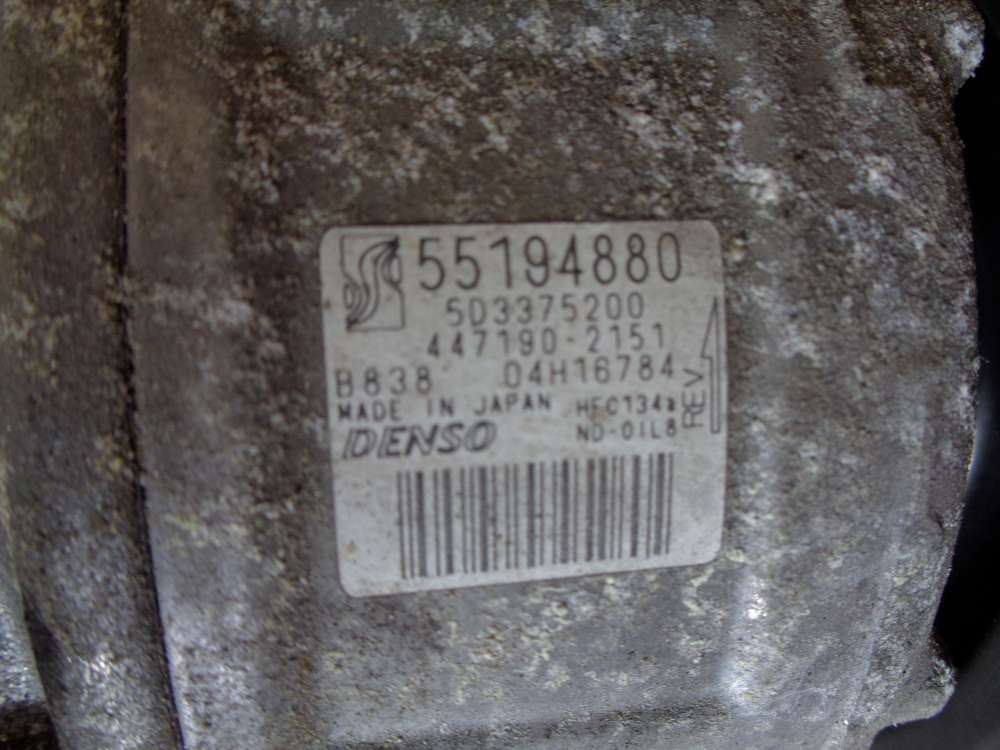 55194880
5D3375200
447190-2151
B838 04H16784
MADE IN JAPAN HFC134a
DENSO ND-OIL8
REV.